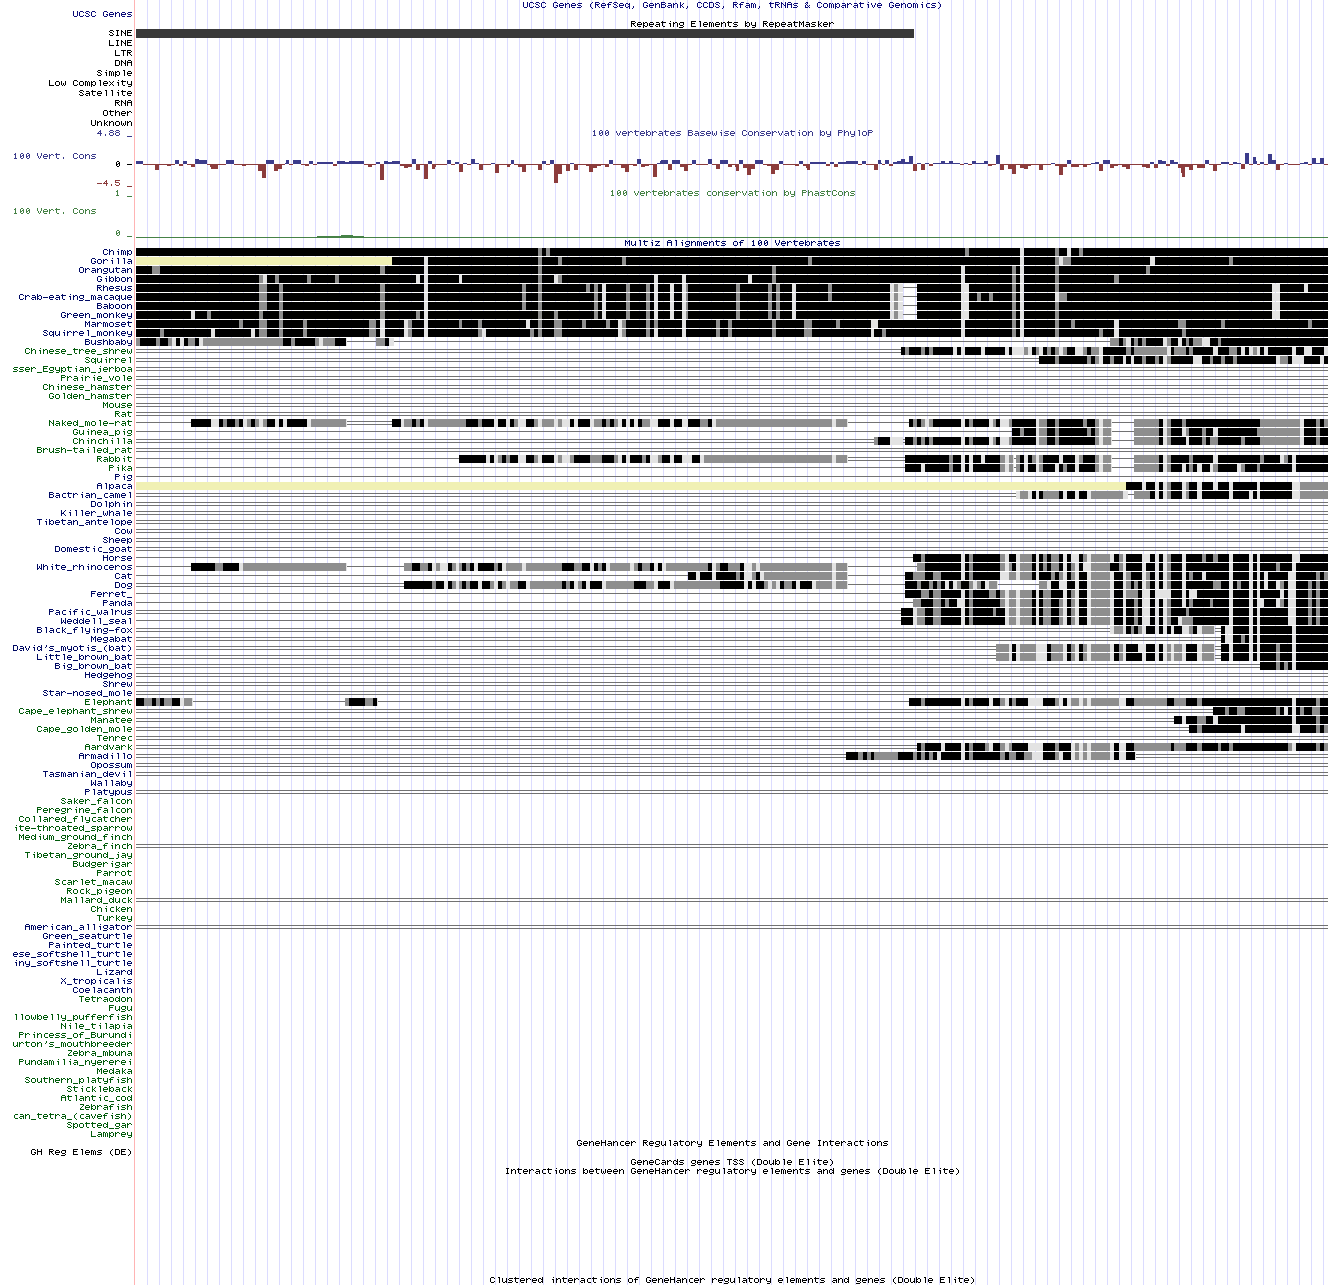 UCSC Genes (RefSeq, GenBank, CCDS, Rfam, tRNAs & Comparative Genomics)
UCSC Genes
Repeating Elements by RepeatMasker
SINE
LINE
LTR
DNA
Simple
Low Complexity
Satellite
RNA
Other
Unknown
4.88 _
100 vertebrates Basewise Conservation by PhyloP
100 Vert. Cons
0 -
-4.5 _
1 _
100 vertebrates conservation by PhastCons
100 Vert. Cons
0 _
Multiz Alignments of 100 Vertebrates
Chimp
Gorilla
Orangutan
Gibbon
Rhesus
Crab-eating_macaque
Baboon
Green_monkey
Marmoset
Squirrel_monkey
Bushbaby
Chinese_tree_shrew
Squirrel
sser_Egyptian_jerboa
Prairie_vole
Chinese_hamster
Golden_hamster
Mouse
Rat
Naked_mole-rat
Guinea_pig
Chinchilla
Brush-tailed_rat
Rabbit
Pika
Pig
Alpaca
Bactrian_camel
Dolphin
Killer_whale
Tibetan_antelope
Cow
Sheep
Domestic_goat
Horse
White_rhinoceros
Cat
Dog
Ferret_
Panda
Pacific_walrus
Weddell_seal
Black_flying-fox
Megabat
David's_myotis_(bat)
Little_brown_bat
Big_brown_bat
Hedgehog
Shrew
Star-nosed_mole
Elephant
Cape_elephant_shrew
Manatee
Cape_golden_mole
Tenrec
Aardvark
Armadillo
Opossum
Tasmanian_devil
Wallaby
Platypus
Saker_falcon
Peregrine_falcon
Collared_flycatcher
ite-throated_sparrow
Medium_ground_finch
Zebra_finch
Tibetan_ground_jay
Budgerigar
Parrot
Scarlet_macaw
Rock_pigeon
Mallard_duck
Chicken
Turkey
American_alligator
Green_seaturtle
Painted_turtle
ese_softshell_turtle
iny_softshell_turtle
Lizard
X_tropicalis
Coelacanth
Tetraodon
Fugu
llowbelly_pufferfish
Nile_tilapia
Princess_of_Burundi
urton's_mouthbreeder
Zebra_mbuna
Pundamilia_nyererei
Medaka
Southern_platyfish
Stickleback
Atlantic_cod
Zebrafish
can_tetra_(cavefish)
Spotted_gar
Lamprey
GeneHancer Regulatory Elements and Gene Interactions
GH Reg Elems (DE)
GeneCards genes TSS (Double Elite)
Interactions between GeneHancer regulatory elements and genes (Double Elite)
Clustered interactions of GeneHancer regulatory elements and genes (Double Elite)